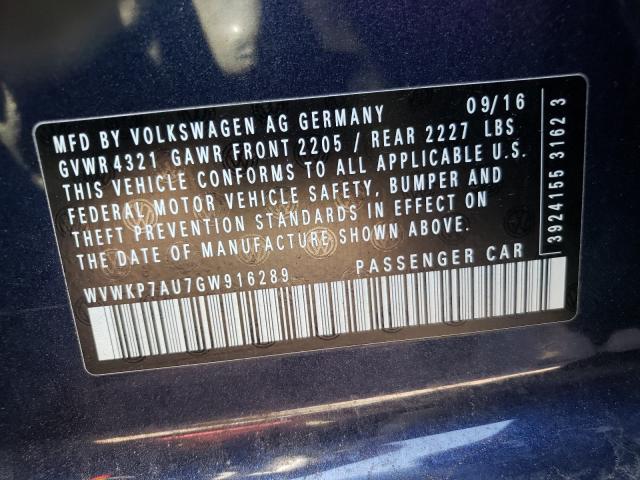 MFD BY VOLKSWAGEN AG GERMANY 09/16
GVWR 4321 GAWR FRONT 2205 / REAR 2227 LBS
THIS VEHICLE CONFORMS TO ALL APPLICABLE U.S.
FEDERAL MOTOR VEHICLE SAFETY, BUMPER AND
THEFT PREVENTION STANDARDS IN EFFECT ON
THE DATE OF MANUFACTURE SHOWN ABOVE.
WVWKP7AU7GW916289 PASSENGER CAR
3924155 3162 3